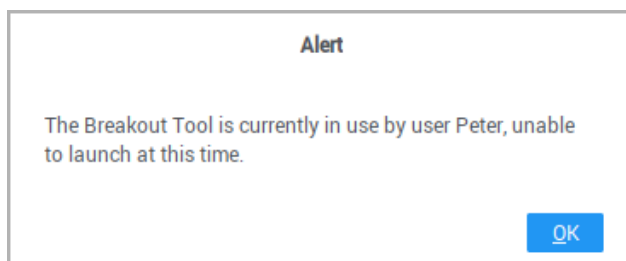 Alert
The Breakout Tool is currently in use by user Peter, unable
to launch at this time.
OK